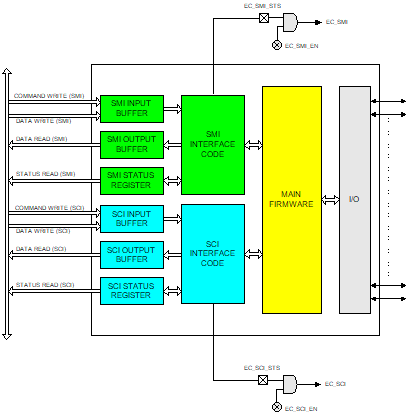 EC_SMI_STS
EC_SMI
EC_SMI_EN
COMMAND WRITE (SMI)
SMI INPUT
BUFFER
DATA WRITE (SMI)
DATA READ (SMI)
SMI OUTPUT
BUFFER
SMI
INTERFACE
CODE
STATUS READ (SMI)
SMI STATUS
REGISTER
MAIN
FIRMWARE
I/O
COMMAND WRITE (SCI)
SCI INPUT
BUFFER
DATA WRITE (SCI)
DATA READ (SCI)
SCI OUTPUT
BUFFER
SCI
INTERFACE
CODE
STATUS READ (SCI)
SCI STATUS
REGISTER
EC_SCI_STS
EC_SCI
EC_SCI_EN